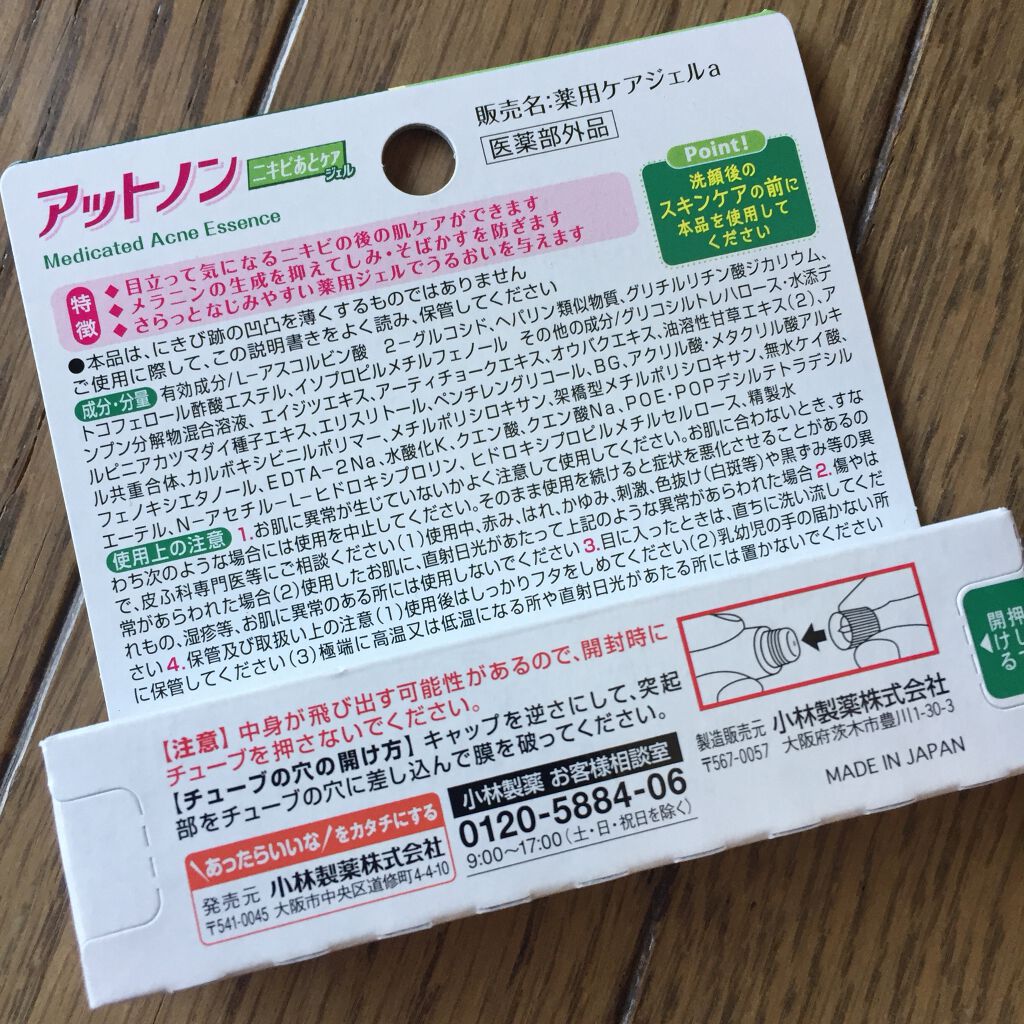 販売名:薬用ケアジェルa
医薬部外品
アットノン ニキビあとケア ジェル
Medicated Acne Essence
Point!
洗顔後の
スキンケアの前に
本品を使用して
ください
特徴
◆目立って気になるニキビの後の肌ケアができます
◆メラニンの生成を抑えてしみ・そばかすを防ぎます
◆さらっとなじみやすい薬用ジェルでうるおいを与えます
●本品は、にきび跡の凹凸を薄くするものではありません
ご使用に際して、この説明書きをよく読み、保管してください
成分・分量 有効成分/L-アスコルビン酸 2-グルコシド、ヘパリン類似物質、グリチルリチン酸ジカリウム、
トコフェロール酢酸エステル、イソプロピルメチルフェノール その他の成分/グリコシルトレハロース・水添デ
ンプン分解物混合溶液、エイジツエキス、アーティチョークエキス、オウバクエキス、油溶性甘草エキス(2)、ア
ルピニアカツマダイ種子エキス、エリスリトール、ペンチレングリコール、BG、アクリル酸・メタクリル酸アルキ
ル共重合体、カルボキシビニルポリマー、メチルポリシロキサン、架橋型メチルポリシロキサン、無水ケイ酸、
フェノキシエタノール、EDTA-2Na、水酸化K、クエン酸、クエン酸Na、POE・POPデシルテトラデシル
エーテル、N-アセチル-L-ヒドロキシプロリン、ヒドロキシプロピルメチルセルロース、精製水
使用上の注意 1.お肌に異常が生じていないかよく注意して使用してください。お肌に合わないとき、すな
わち次のような場合には使用を中止してください。そのまま使用を続けると症状を悪化させることがあるの
で、皮ふ科専門医等にご相談ください(1)使用中、赤み、はれ、かゆみ、刺激、色抜け(白斑等)や黒ずみ等の異
常があらわれた場合(2)使用したお肌に、直射日光があたって上記のような異常があらわれた場合 2.傷やは
れもの、湿疹等、お肌に異常のある所には使用しないでください 3.目に入ったときは、直ちに洗い流してくだ
さい 4.保管及び取扱い上の注意(1)使用後はしっかりフタをしめてください(2)乳幼児の手の届かない所
に保管してください(3)極端に高温又は低温になる所や直射日光があたる所には置かないでください
【注意】中身が飛び出す可能性があるので、開封時に
チューブを押さないでください。
【チューブの穴の開け方】キャップを逆さにして、突起
部をチューブの穴に差し込んで膜を破ってください。
あったらいいな をカタチにする
発売元 小林製薬株式会社
〒541-0045 大阪市中央区道修町4-4-10
小林製薬 お客様相談室
0120-5884-06
9:00〜17:00(土・日・祝日を除く)
製造販売元 小林製薬株式会社
〒567-0057 大阪府茨木市豊川1-30-3
MADE IN JAPAN
開ける